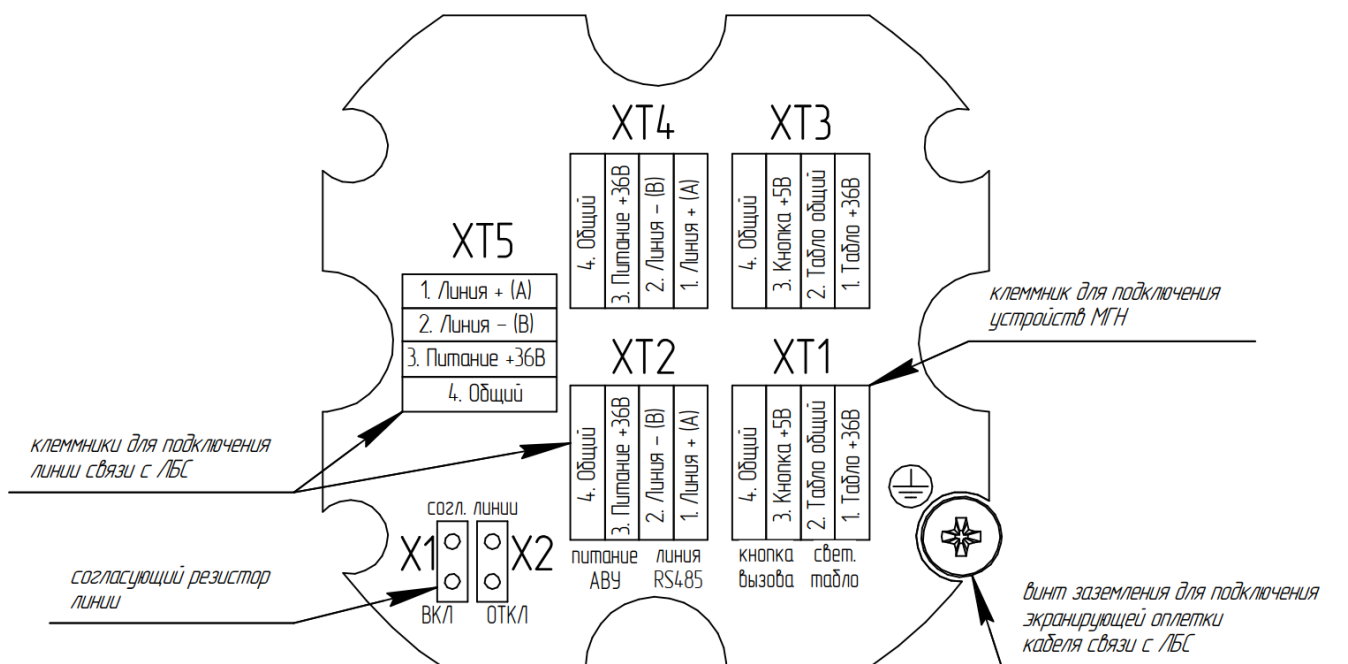 XT4
XT3
4. Общий
3. Питание +36В
2. Линия – (В)
1. Линия + (А)
4. Общий
3. Кнопка +5В
2. Табло общий
1. Табло +36В
XT5
1. Линия + (А)
2. Линия – (В)
3. Питание +36В
4. Общий
клеммник для подключения
устройств МГН
XT2
XT1
4. Общий
3. Питание +36В
2. Линия – (В)
1. Линия + (А)
4. Общий
3. Кнопка +5В
2. Табло общий
1. Табло +36В
клеммники для подключения
линии связи с ЛБС
согл. линии
X1
X2
ВКЛ
ОТКЛ
питание
АВУ
линия
RS485
кнопка
вызова
свет.
табло
согласующий резистор
линии
винт заземления для подключения
экранирующей оплетки
кабеля связи с ЛБС